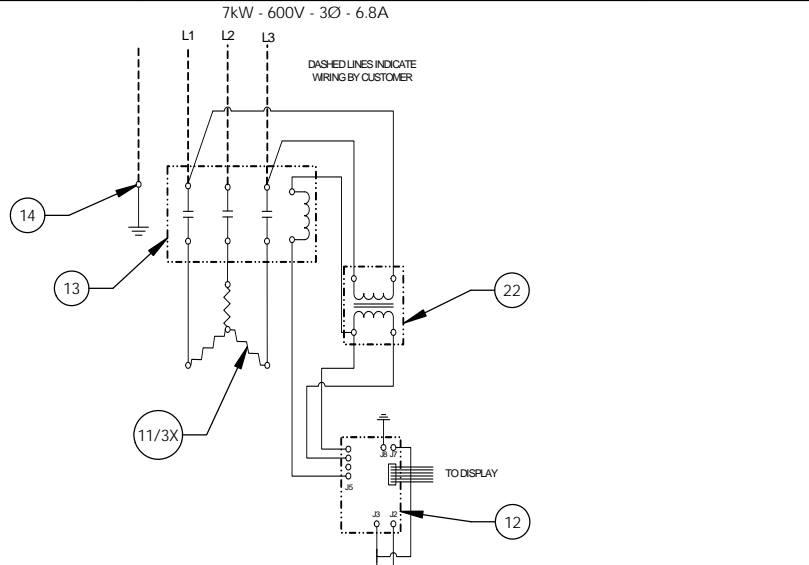 7kW - 600V - 3Ø - 6.8A
L1 L2 L3
DASHED LINES INDICATE
WIRING BY CUSTOMER
14
13
22
11/3X
J8 J7
TO DISPLAY
J5
J3 J2
12